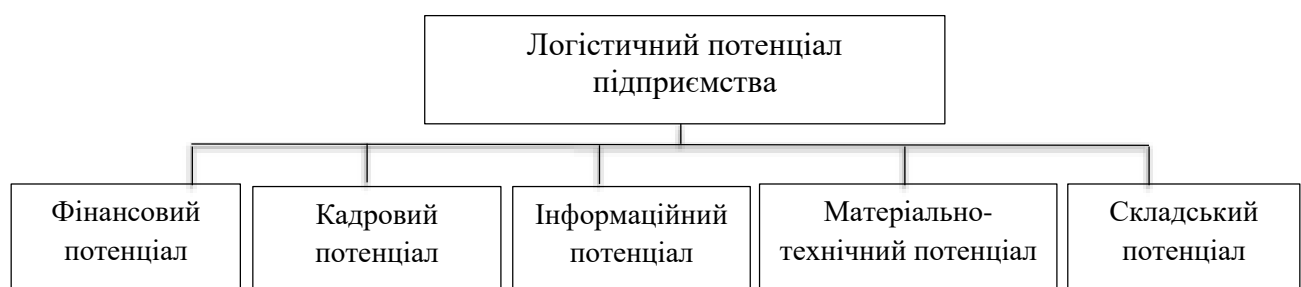 Логістичний потенціал
підприємства
Фінансовий
потенціал
Кадровий
потенціал
Інформаційний
потенціал
Матеріально-
технічний потенціал
Складський
потенціал